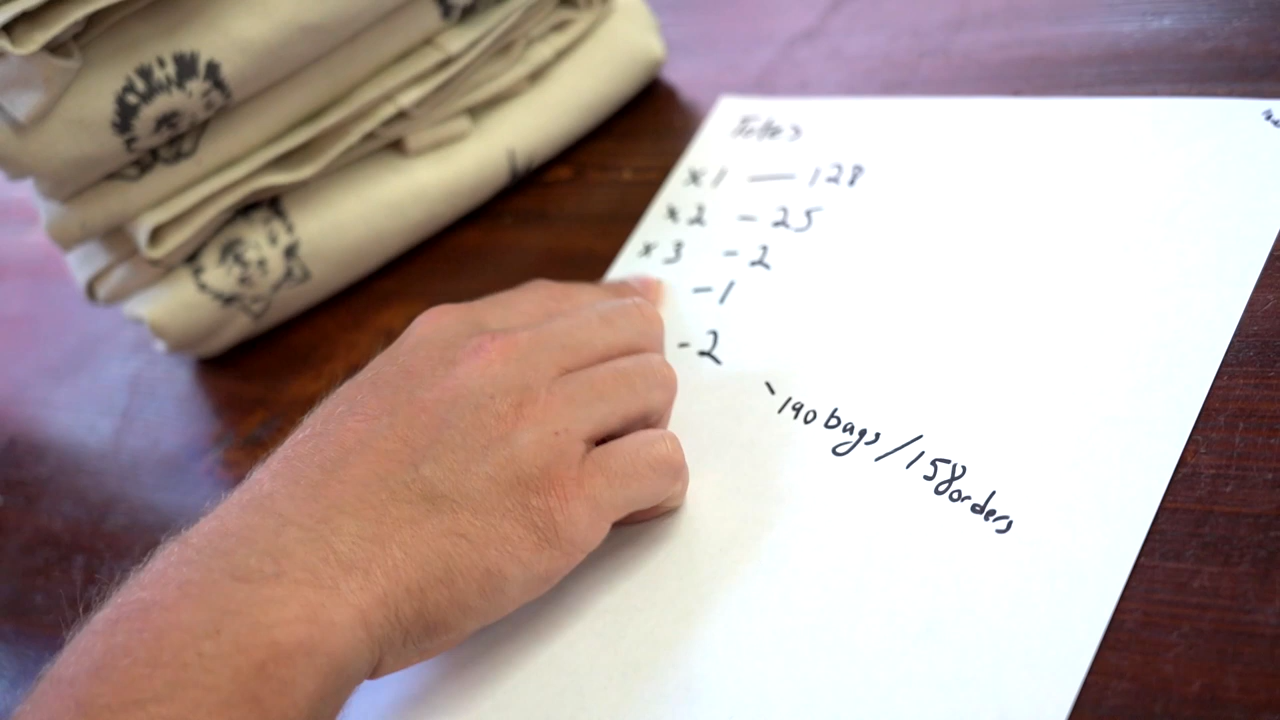 Totes
x1 — 128
x2 - 25
x3 - 2
-1
-2
190 bags / 158 orders